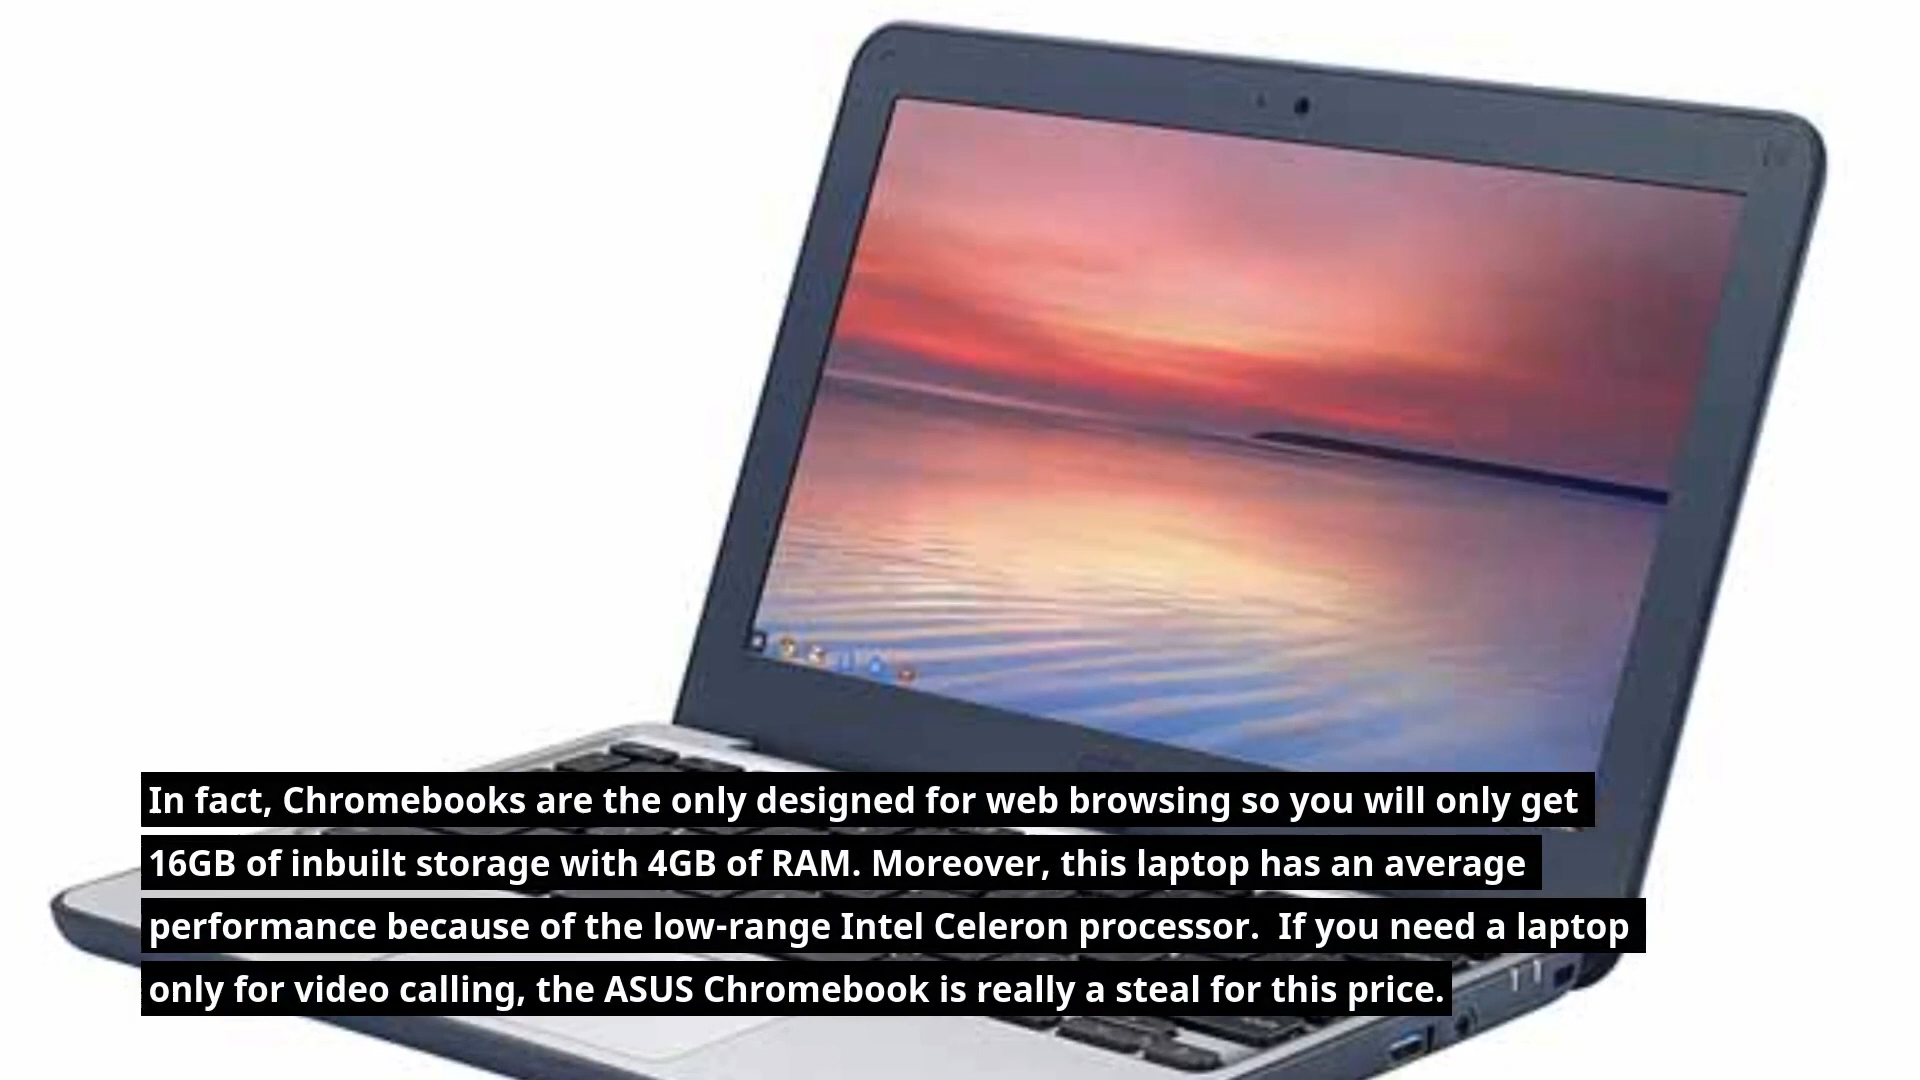 In fact, Chromebooks are the only designed for web browsing so you will only get
16GB of inbuilt storage with 4GB of RAM. Moreover, this laptop has an average
performance because of the low-range Intel Celeron processor.  If you need a laptop
only for video calling, the ASUS Chromebook is really a steal for this price.